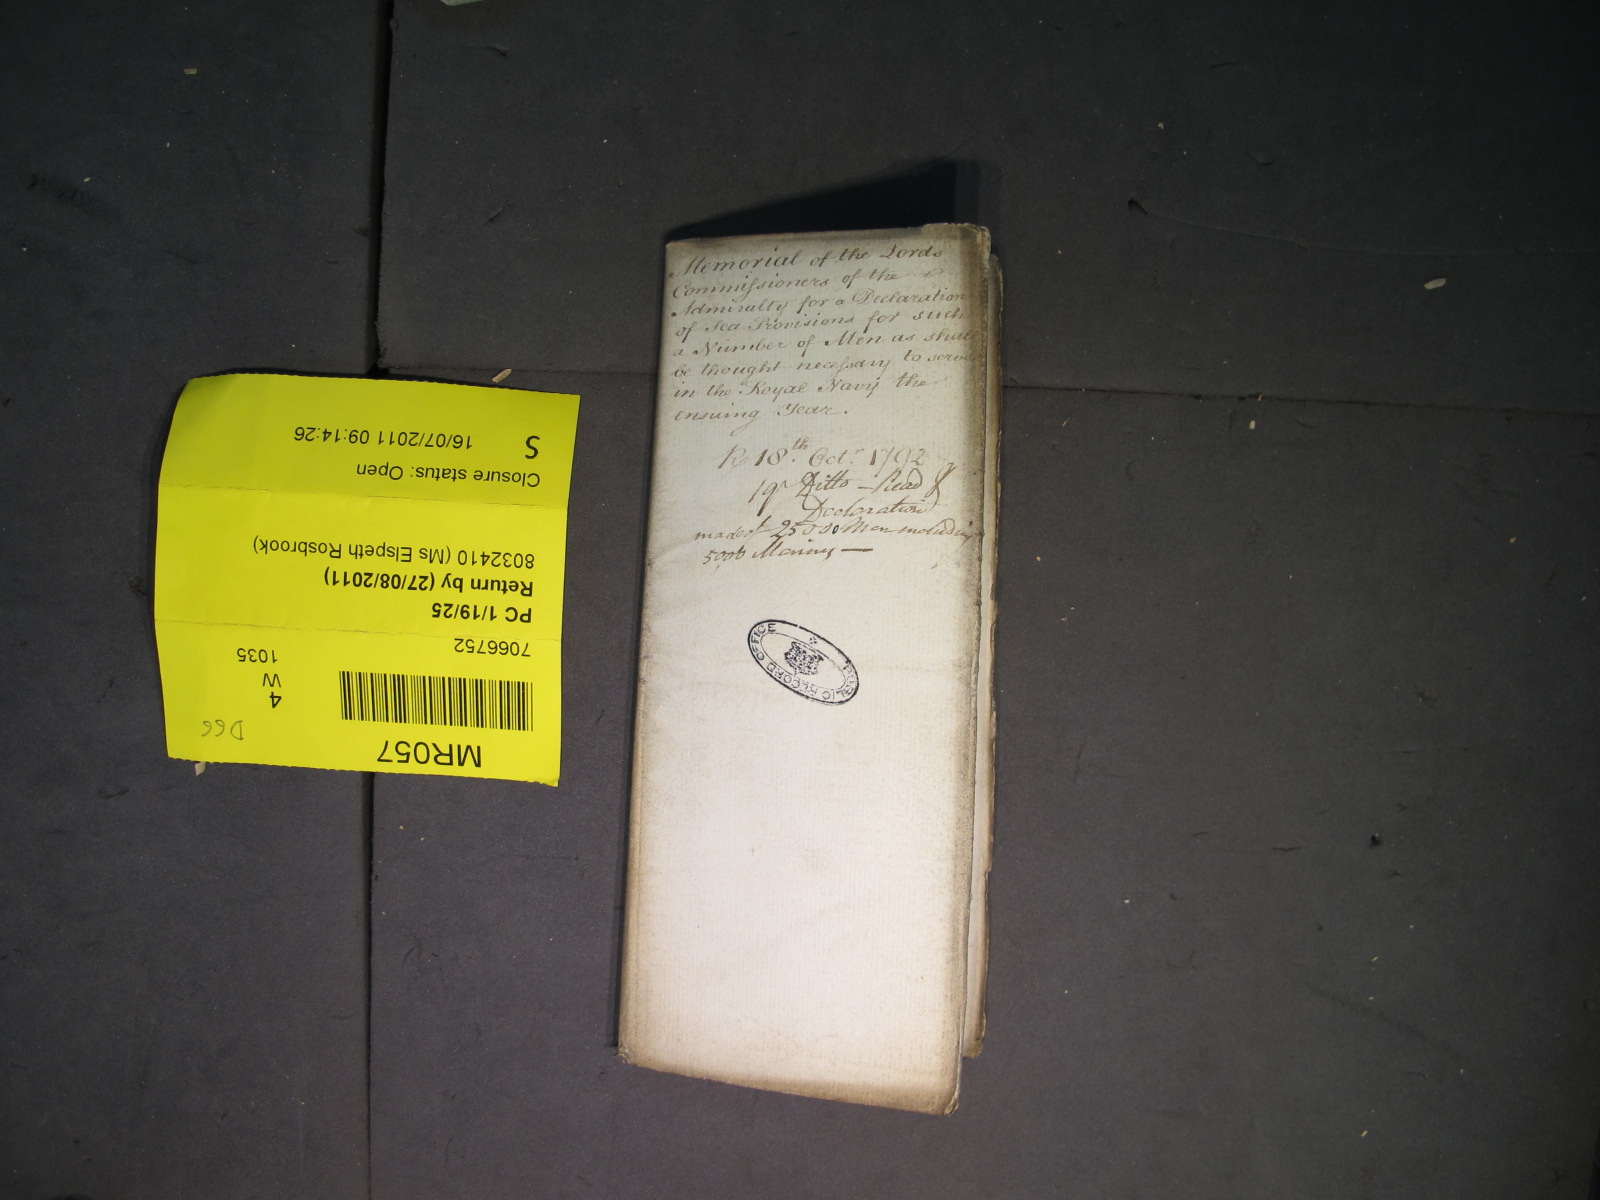 Memorial of the Lords
Commissioners of the
Admiralty for a Declaration
of Sea Provisions for such
a Number of Men as shall
be thought necessary to serve
in the Royal Navy the
ensuing Year.
R 18th Octr 1792
19 Ditto - Read &
Declaration
made of 25000 Men including
5000 Marines —
PUBLIC RECORD OFFICE
MR057
D66
4
W
1035
7066752
PC 1/19/25
Return by (27/08/2011)
8032410 (Ms Elspeth Rosbrook)
Closure status: Open
S
16/07/2011 09:14:26